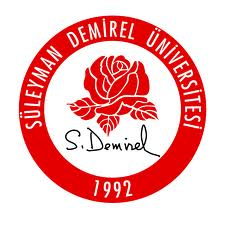 SÜLEYMAN DEMİREL ÜNİVERSİTESİ
S. Demirel
1992